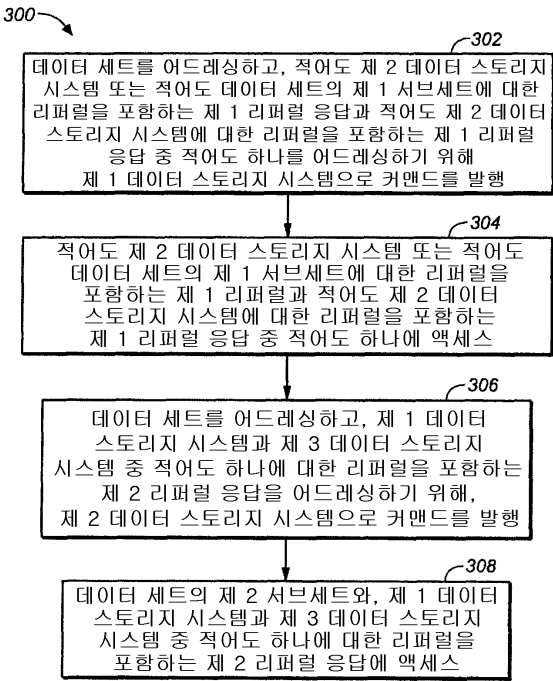 300
302
데이터 세트를 어드레싱하고, 적어도 제 2 데이터 스토리지
시스템 또는 적어도 데이터 세트의 제 1 서브세트에 대한
리퍼럴을 포함하는 제 1 리퍼럴 응답과 적어도 제 2 데이터
스토리지 시스템에 대한 리퍼럴을 포함하는 제 1 리퍼럴
응답 중 적어도 하나를 어드레싱하기 위해
제 1 데이터 스토리지 시스템으로 커맨드를 발행
304
적어도 제 2 데이터 스토리지 시스템 또는 적어도
데이터 세트의 제 1 서브세트에 대한 리퍼럴을
포함하는 제 1 리퍼럴과 적어도 제 2 데이터
스토리지 시스템에 대한 리퍼럴을 포함하는
제 1 리퍼럴 응답 중 적어도 하나에 액세스
306
데이터 세트를 어드레싱하고, 제 1 데이터
스토리지 시스템과 제 3 데이터 스토리지
시스템 중 적어도 하나에 대한 리퍼럴을 포함하는
제 2 리퍼럴 응답을 어드레싱하기 위해,
제 2 데이터 스토리지 시스템으로 커맨드를 발행
308
데이터 세트의 제 2 서브세트와, 제 1 데이터
스토리지 시스템과 제 3 데이터 스토리지
시스템 중 적어도 하나에 대한 리퍼럴을
포함하는 제 2 리퍼럴 응답에 액세스